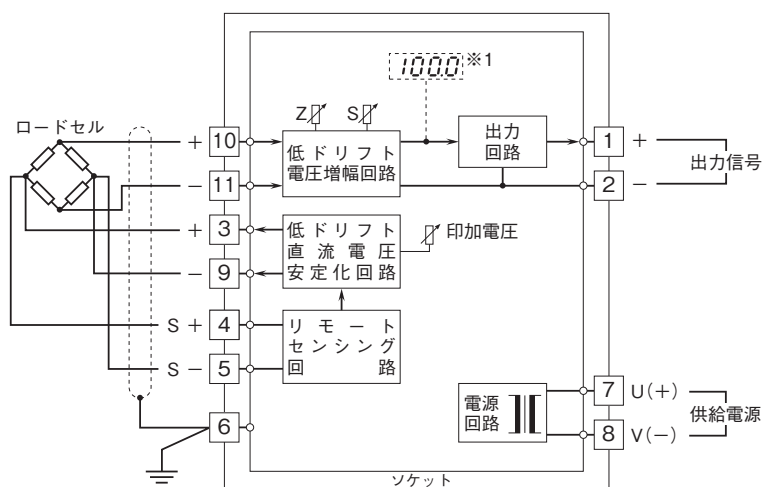 100.0 ※1
Z
S
ロードセル
+ 10
低ドリフト
電圧増幅回路
出力
回路
1 +
出力信号
− 11
2 −
+ 3
低ドリフト
直流電圧
安定化回路
印加電圧
− 9
S + 4
リモート
センシング
回路
S − 5
電源
回路
7 U(+)
供給電源
8 V(−)
6
ソケット